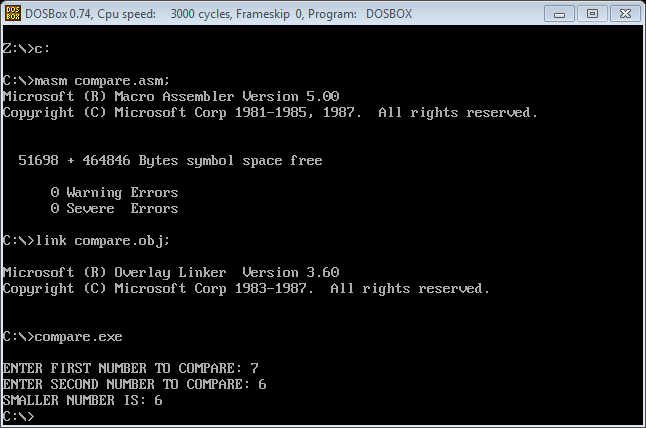 DOS
BOX
DOSBox 0.74, Cpu speed: 3000 cycles, Frameskip 0, Program: DOSBOX
Z:\>c:
C:\>masm compare.asm;
Microsoft (R) Macro Assembler Version 5.00
Copyright (C) Microsoft Corp 1981-1985, 1987. All rights reserved.
51698 + 464846 Bytes symbol space free
0 Warning Errors
0 Severe Errors
C:\>link compare.obj;
Microsoft (R) Overlay Linker Version 3.60
Copyright (C) Microsoft Corp 1983-1987. All rights reserved.
C:\>compare.exe
ENTER FIRST NUMBER TO COMPARE: 7
ENTER SECOND NUMBER TO COMPARE: 6
SMALLER NUMBER IS: 6
C:\>